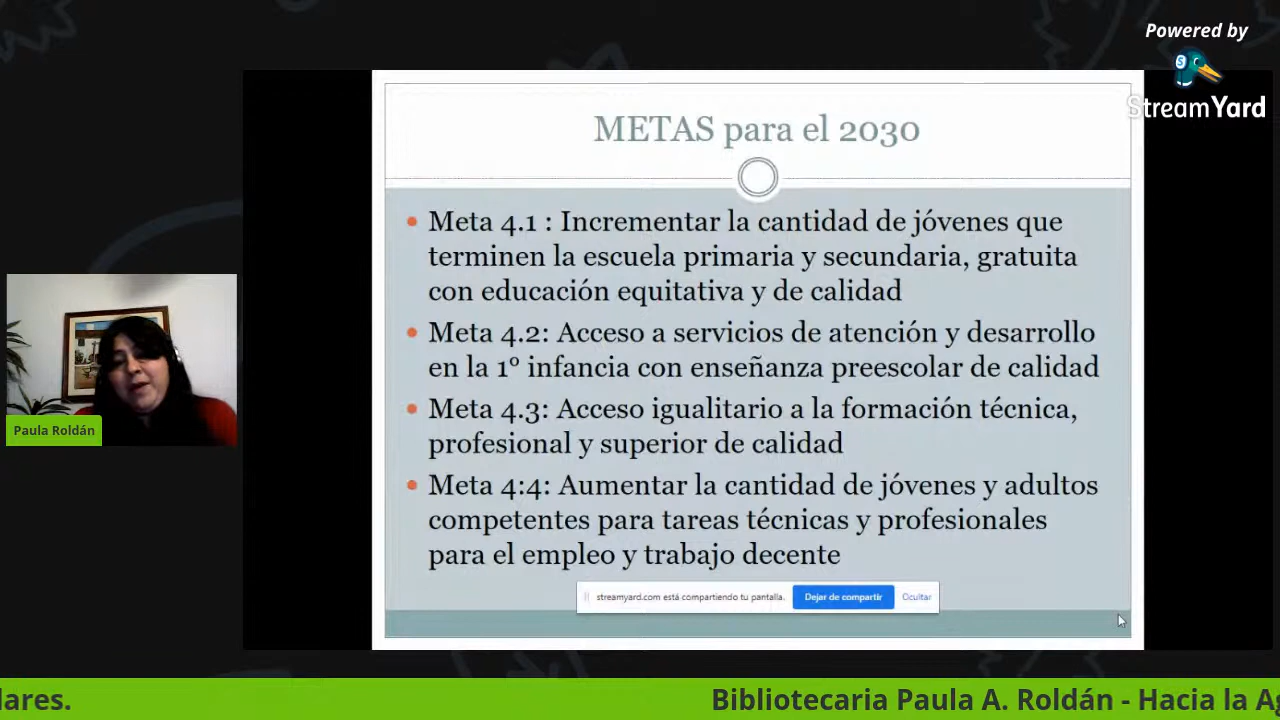 Powered by
StreamYard
METAS para el 2030
• Meta 4.1 : Incrementar la cantidad de jóvenes que
terminen la escuela primaria y secundaria, gratuita
con educación equitativa y de calidad
• Meta 4.2: Acceso a servicios de atención y desarrollo
en la 1º infancia con enseñanza preescolar de calidad
• Meta 4.3: Acceso igualitario a la formación técnica,
profesional y superior de calidad
• Meta 4:4: Aumentar la cantidad de jóvenes y adultos
competentes para tareas técnicas y profesionales
para el empleo y trabajo decente
streamyard.com está compartiendo tu pantalla. Dejar de compartir Ocultar
Paula Roldán
lares. Bibliotecaria Paula A. Roldán - Hacia la Ag